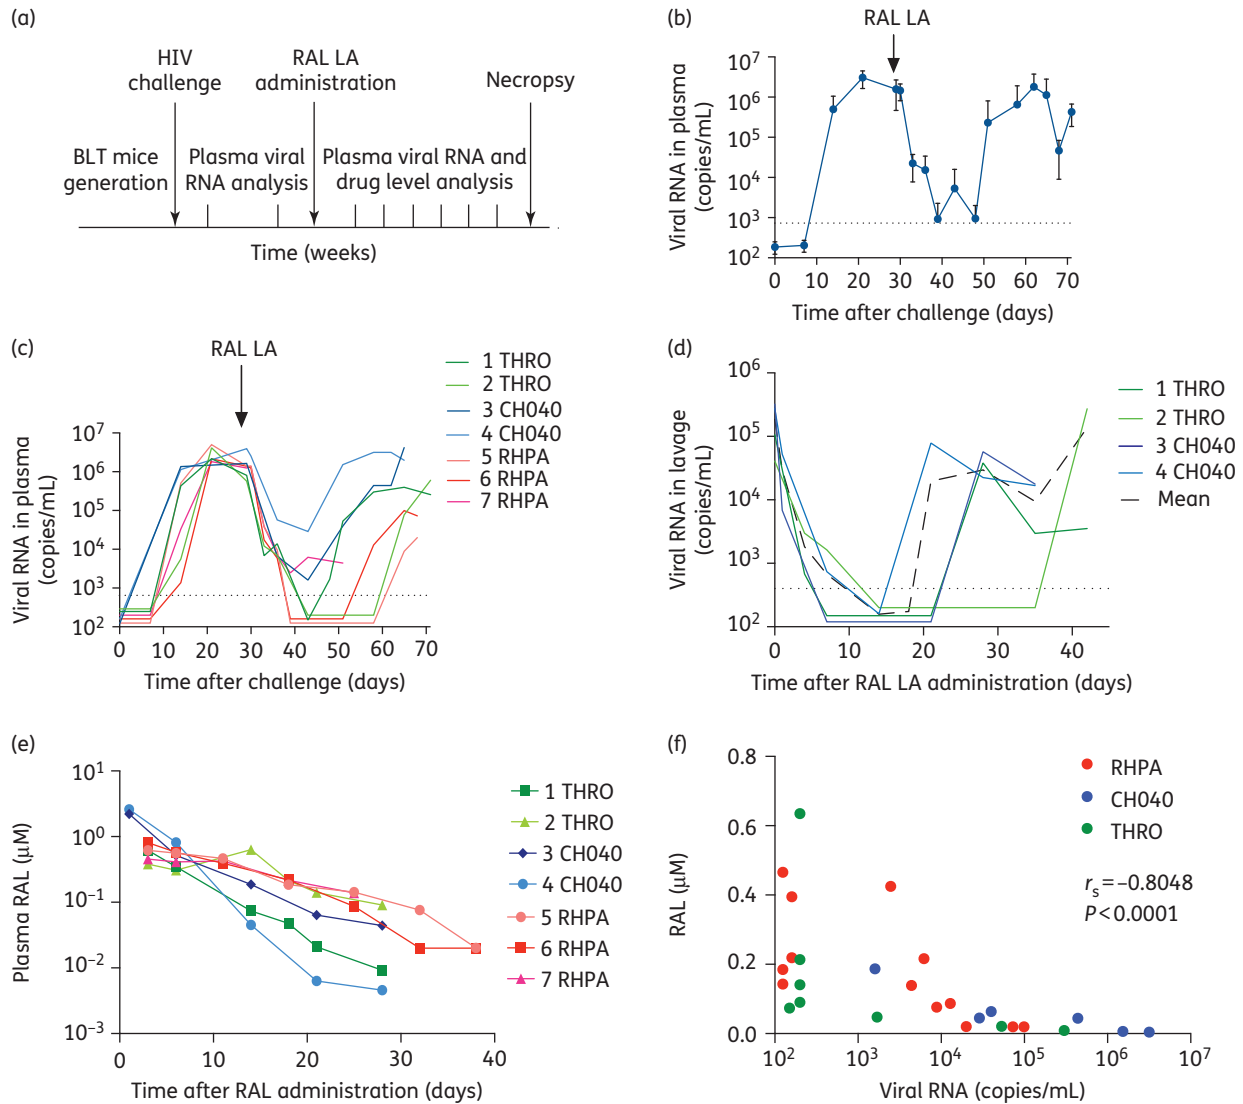 (a)
HIV
challenge
RAL LA
administration
Necropsy
BLT mice
generation
Plasma viral
RNA analysis
Plasma viral RNA and
drug level analysis
Time (weeks)
(b)
RAL LA
Viral RNA in plasma
(copies/mL)
10⁷
10⁶
10⁵
10⁴
10³
10²
0 10 20 30 40 50 60 70
Time after challenge (days)
(c)
RAL LA
Viral RNA in plasma
(copies/mL)
10⁷
10⁶
10⁵
10⁴
10³
10²
0 10 20 30 40 50 60 70
Time after challenge (days)
1 THRO
2 THRO
3 CH040
4 CH040
5 RHPA
6 RHPA
7 RHPA
(d)
Viral RNA in lavage
(copies/mL)
10⁶
10⁵
10⁴
10³
10²
0 10 20 30 40
Time after RAL LA administration (days)
1 THRO
2 THRO
3 CH040
4 CH040
Mean
(e)
Plasma RAL (μM)
10¹
10⁰
10⁻¹
10⁻²
10⁻³
0 10 20 30 40
Time after RAL administration (days)
1 THRO
2 THRO
3 CH040
4 CH040
5 RHPA
6 RHPA
7 RHPA
(f)
RAL (μM)
0.8
0.6
0.4
0.2
0.0
10² 10³ 10⁴ 10⁵ 10⁶ 10⁷
Viral RNA (copies/mL)
RHPA
CH040
THRO
rₛ=–0.8048
P<0.0001